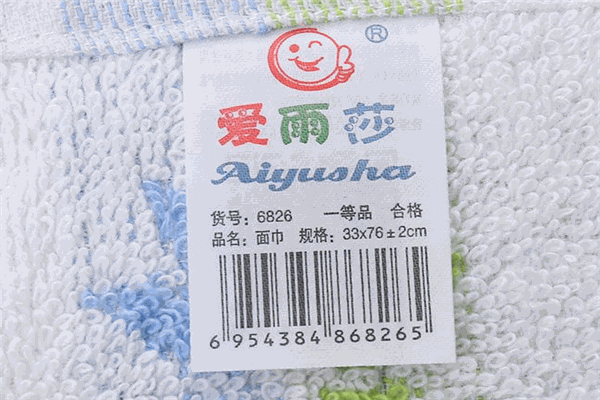 ®
爱雨莎
Aiyusha
货号：6826 一等品 合格
品名：面巾 规格：33x76±2cm
6 954384 868265